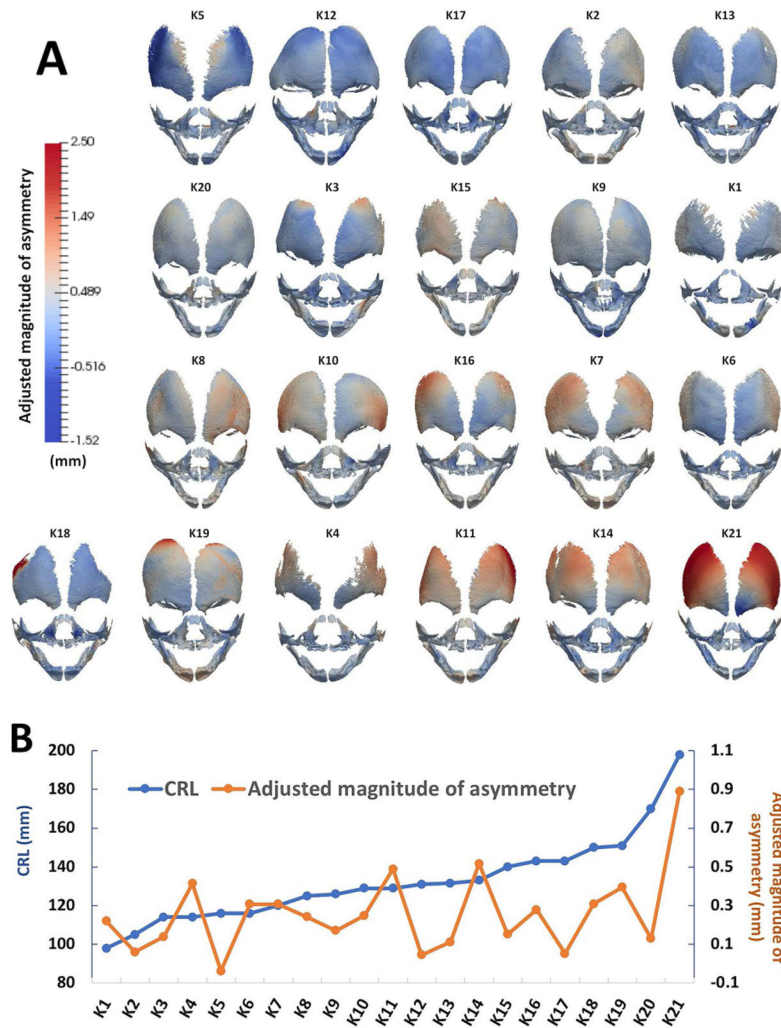 A
K5 K12 K17 K2 K13
Adjusted magnitude of asymmetry
2.50
1.49
0.489
-0.516
-1.52
(mm)
K20 K3 K15 K9 K1
K8 K10 K16 K7 K6
K18 K19 K4 K11 K14 K21
B
CRL Adjusted magnitude of asymmetry
CRL (mm)
200
180
160
140
120
100
80
1.1
0.9
0.7
0.5
0.3
0.1
-0.1
Adjusted magnitude of
asymmetry (mm)
K1 K2 K3 K4 K5 K6 K7 K8 K9 K10 K11 K12 K13 K14 K15 K16 K17 K18 K19 K20 K21